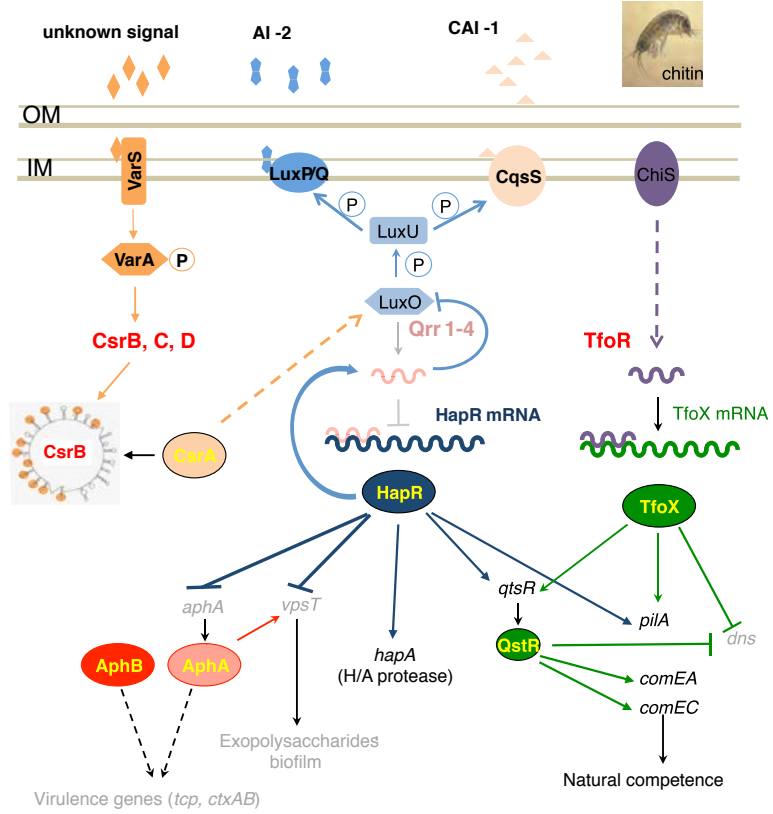 unknown signal
AI -2
CAI -1
chitin
OM
IM
VarS
LuxP/Q
CqsS
ChiS
P
P
LuxU
VarA
P
P
LuxO
CsrB, C, D
Qrr 1-4
TfoR
HapR mRNA
TfoX mRNA
CsrB
CsrA
HapR
TfoX
aphA
vpsT
qtsR
pilA
dns
AphB
AphA
QstR
hapA
(H/A protease)
comEA
comEC
Exopolysaccharides
biofilm
Natural competence
Virulence genes (tcp, ctxAB)